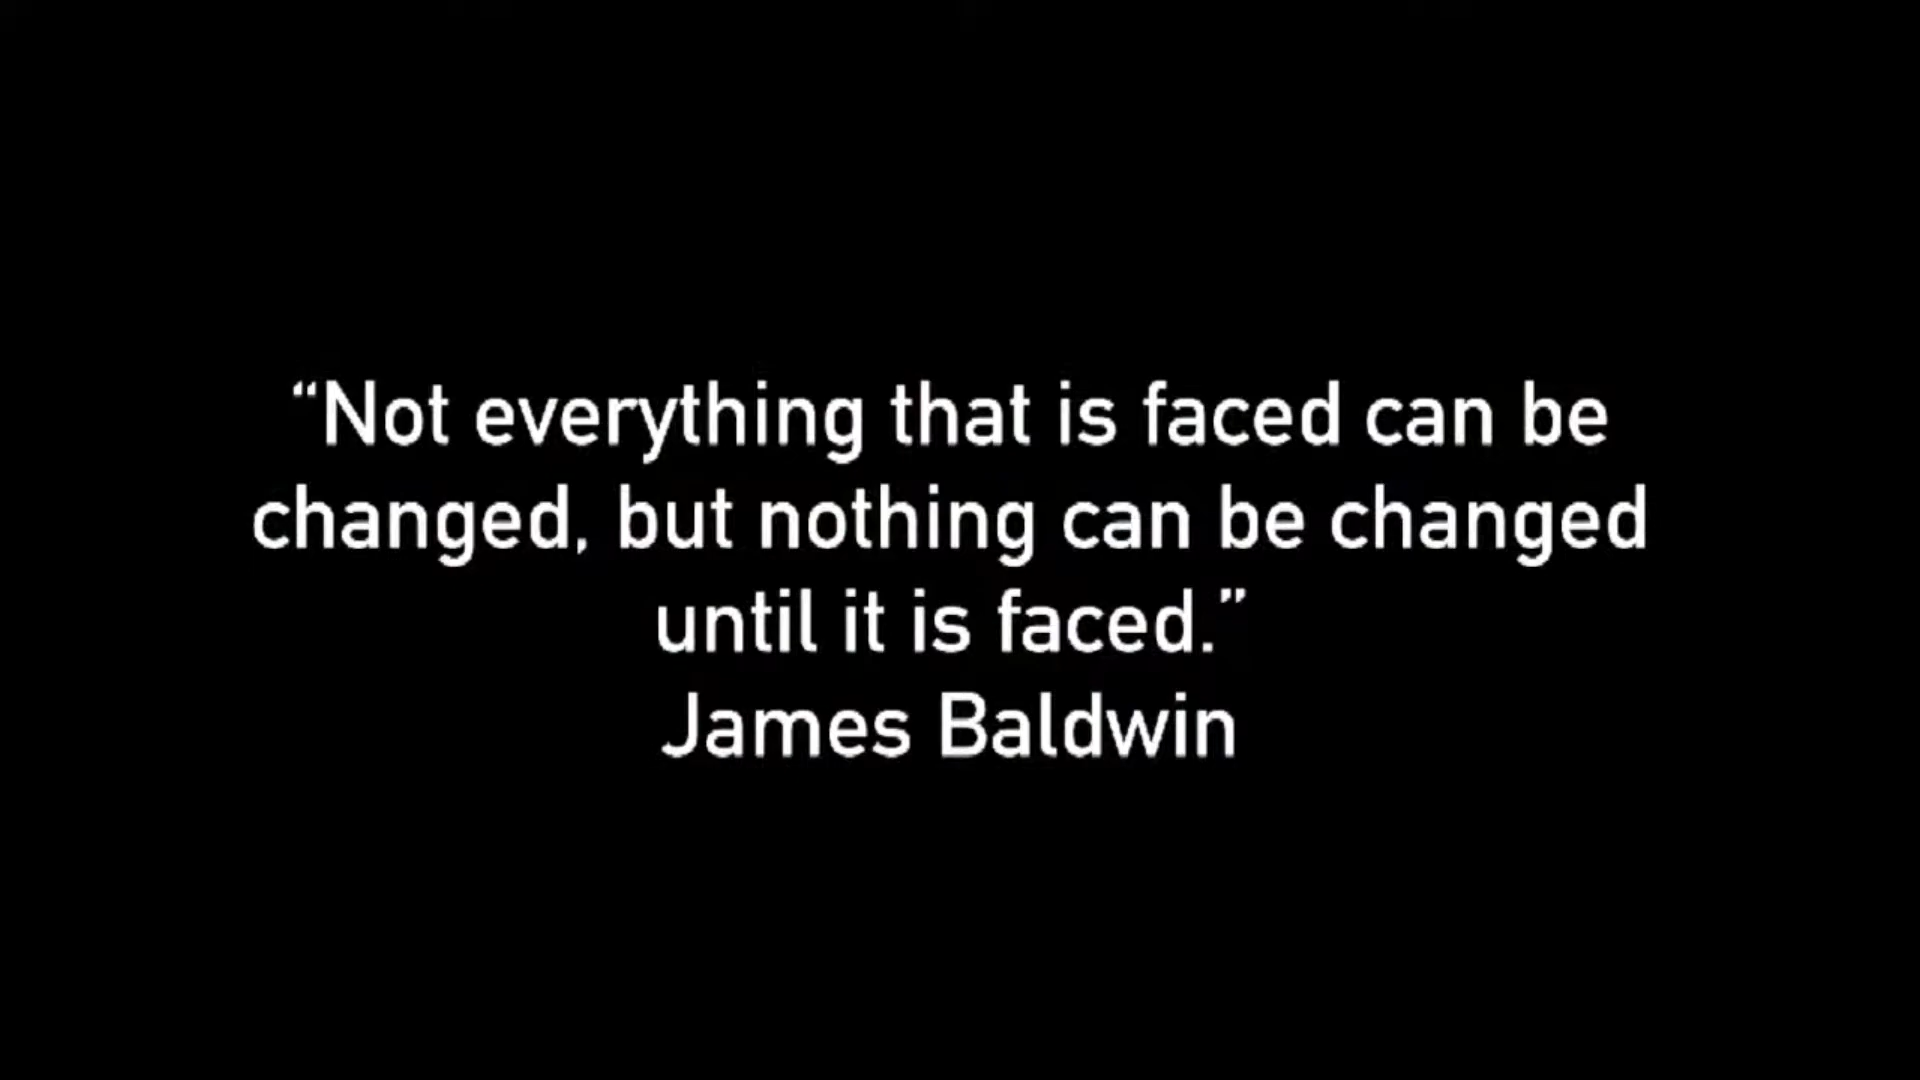 “Not everything that is faced can be
changed, but nothing can be changed
until it is faced.”
James Baldwin